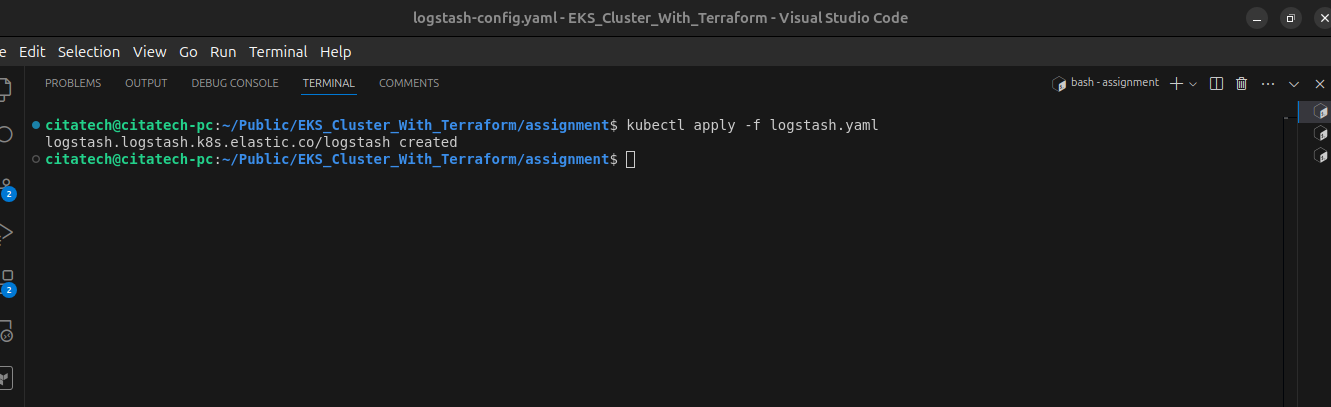 logstash-config.yaml - EKS_Cluster_With_Terraform - Visual Studio Code
Edit Selection View Go Run Terminal Help
PROBLEMS OUTPUT DEBUG CONSOLE TERMINAL COMMENTS bash - assignment
citatech@citatech-pc:~/Public/EKS_Cluster_With_Terraform/assignment$ kubectl apply -f logstash.yaml
logstash.logstash.k8s.elastic.co/logstash created
citatech@citatech-pc:~/Public/EKS_Cluster_With_Terraform/assignment$
2
2